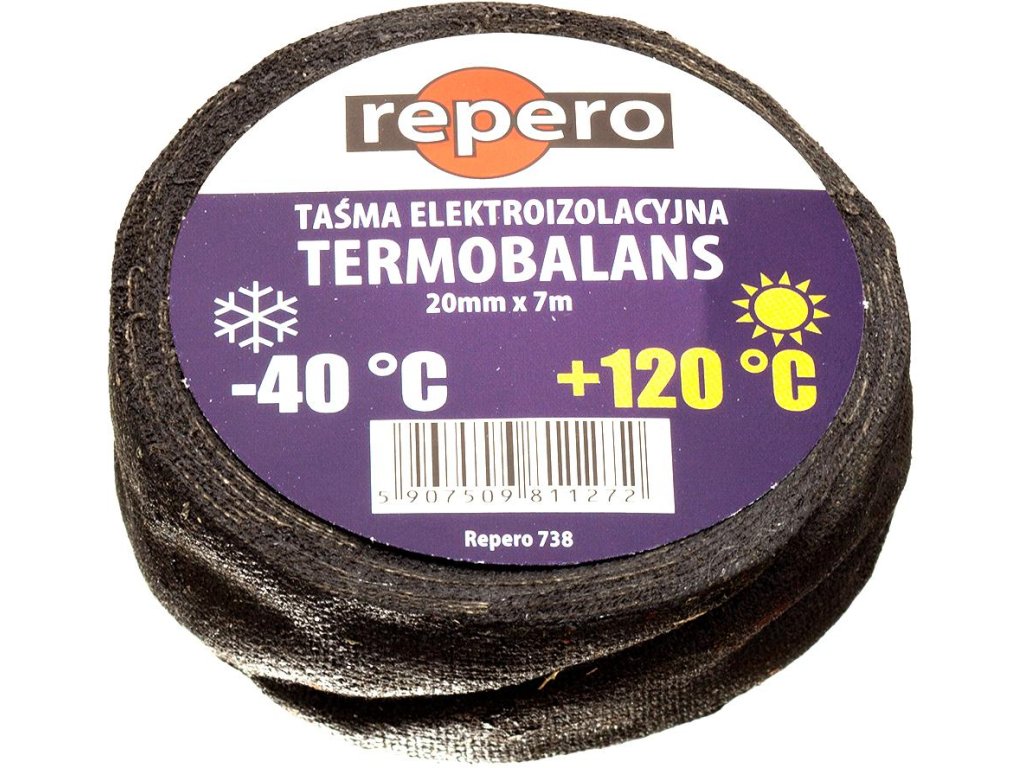 repero
TAŚMA ELEKTROIZOLACYJNA
TERMOBALANS
20mm x 7m
-40 °C +120 °C
5 907509 811272
Repero 738